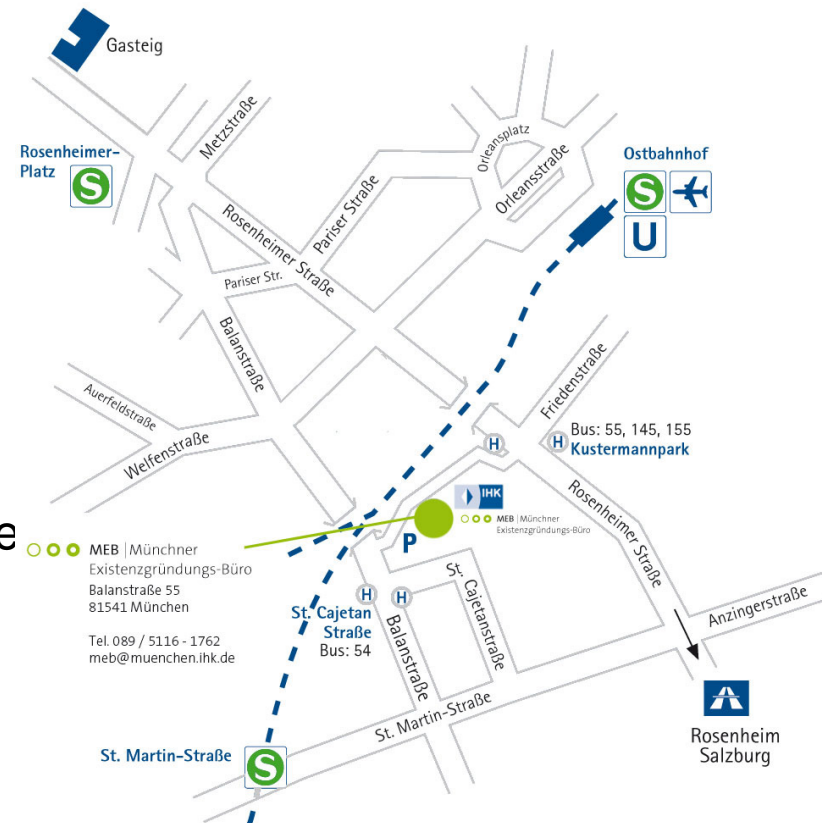 Gasteig
Metzstraße
Rosenheimer-
Platz
S
Orleansplatz
Orleansstraße
Ostbahnhof
S
U
Pariser Straße
Rosenheimer Straße
Pariser Str.
Balanstraße
Friedenstraße
Auerfeldstraße
Welfenstraße
H
H
Bus: 55, 145, 155
Kustermannpark
IHK
MEB | Münchner
Existenzgründungs-Büro
Rosenheimer Straße
P
e
MEB | Münchner
Existenzgründungs-Büro
Balanstraße 55
81541 München
Tel. 089 / 5116 - 1762
meb@muenchen.ihk.de
H
H
St. Cajetan
Straße
Bus: 54
St. Cajetanstraße
Balanstraße
Anzingerstraße
St. Martin-Straße
St. Martin-Straße
S
Rosenheim
Salzburg